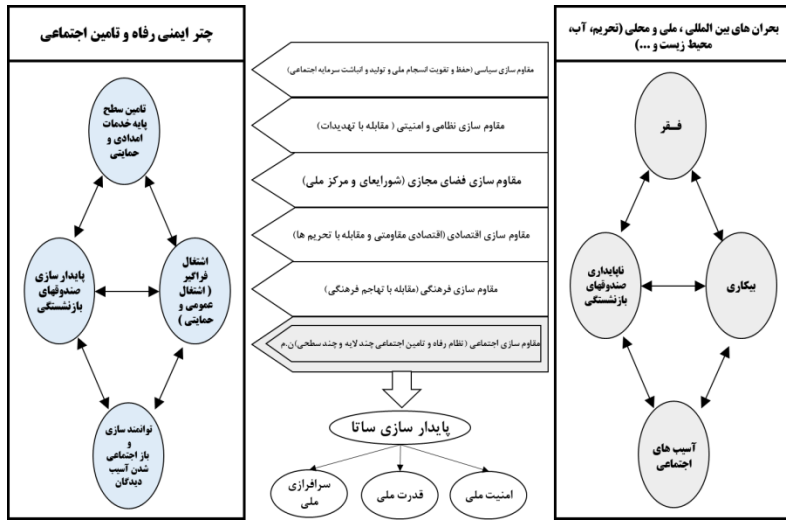 بحران های بین المللی ، ملی و محلی (تحریم، آب،
محیط زیست و ...)
فــقر
ناپایداری
صندوقهای
بازنشستگی
بیکاری
آسیب های
اجتماعی
مقاوم سازی سیاسی (حفظ و تقویت انسجام ملی و تولید و انباشت سرمایه اجتماعی)
مقاوم سازی نظامی و امنیتی ( مقابله با تهدیدات)
مقاوم سازی فضای مجازی (شورایعای و مرکز ملی)
مقاوم سازی اقتصادی (اقتصادی مقاومتی و مقابله با تحریم ها)
مقاوم سازی فرهنگی (مقابله با تهاجم فرهنگی)
مقاوم سازی اجتماعی ( نظام رفاه و تامین اجتماعی چند لایه و چند سطحی)ن.م
پایدار سازی ساتا
امنیت ملی
قدرت ملی
سرافرازی
ملی
چتر ایمنی رفاه و تامین اجتماعی
تامین سطح
پایه خدمات
امدادی و
حمایتی
اشتغال
فراگیر
( اشتغال
عمومی و
حمایتی )
پایدار سازی
صندوقهای
بازنشستگی
توانمند سازی
و
باز اجتماعی
شدن آسیب
دیدگان